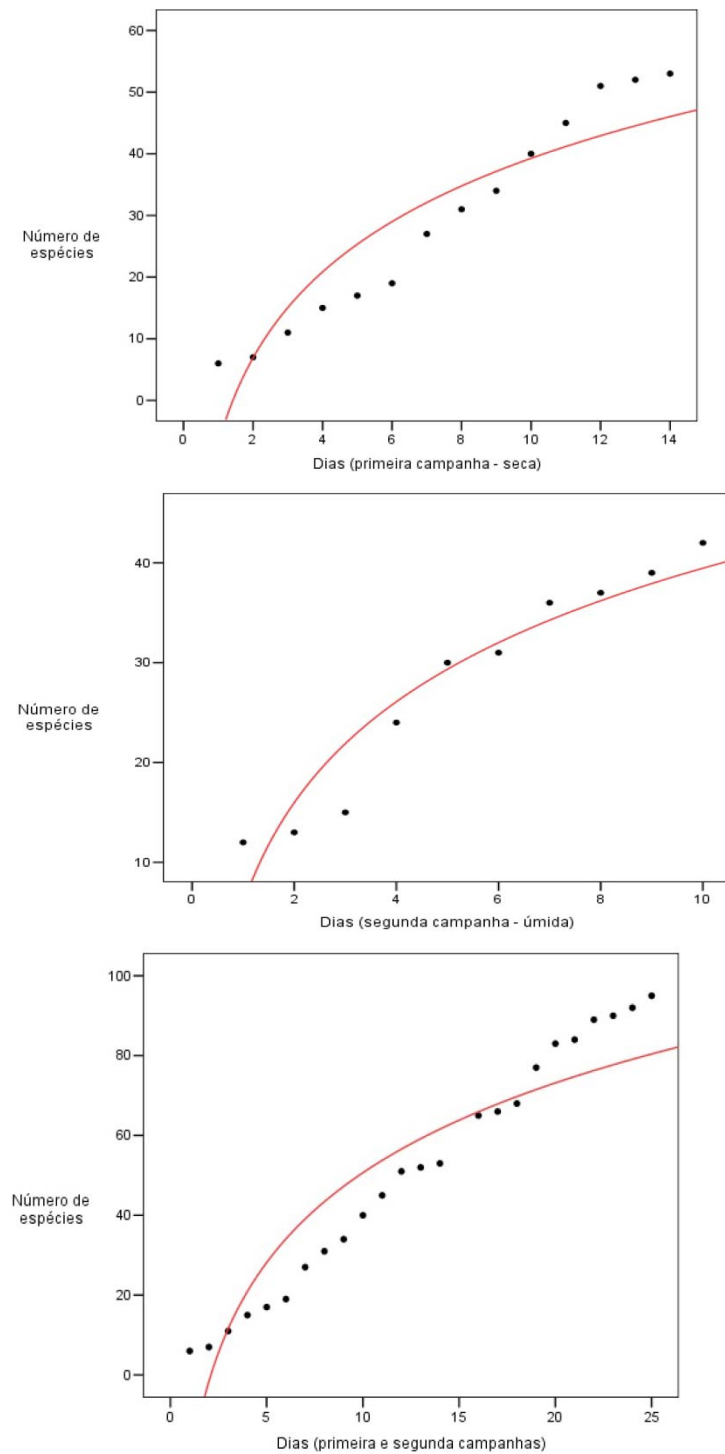 60
50
40
Número de
espécies
30
20
10
0
0 2 4 6 8 10 12 14
Dias (primeira campanha - seca)
40
30
Número de
espécies
20
10
0 2 4 6 8 10
Dias (segunda campanha - úmida)
100
80
60
Número de
espécies
40
20
0
0 5 10 15 20 25
Dias (primeira e segunda campanhas)